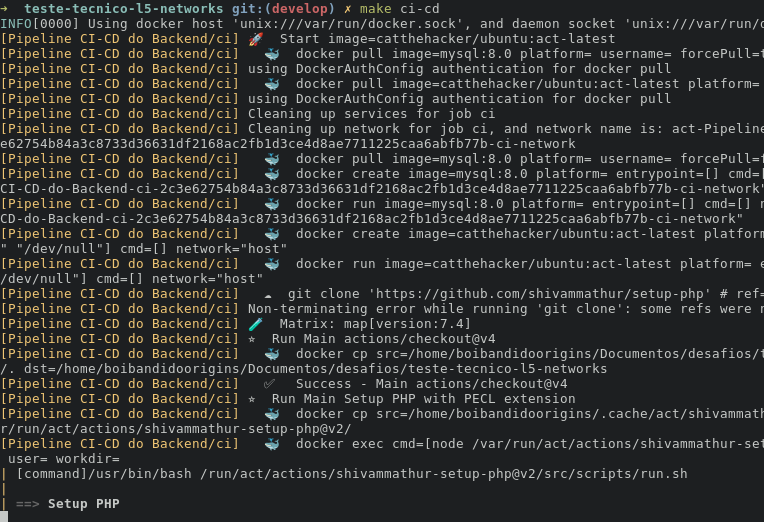 →  teste-tecnico-l5-networks git:(develop) ✗ make ci-cd
INFO[0000] Using docker host 'unix:///var/run/docker.sock', and daemon socket 'unix:///var/run/d
[Pipeline CI-CD do Backend/ci] 🚀  Start image=catthehacker/ubuntu:act-latest
[Pipeline CI-CD do Backend/ci]   🐳  docker pull image=mysql:8.0 platform= username= forcePull=t
[Pipeline CI-CD do Backend/ci] using DockerAuthConfig authentication for docker pull
[Pipeline CI-CD do Backend/ci]   🐳  docker pull image=catthehacker/ubuntu:act-latest platform=
[Pipeline CI-CD do Backend/ci] using DockerAuthConfig authentication for docker pull
[Pipeline CI-CD do Backend/ci] Cleaning up services for job ci
[Pipeline CI-CD do Backend/ci] Cleaning up network for job ci, and network name is: act-Pipeline
e62754b84a3c8733d36631df2168ac2fb1d3ce4d8ae7711225caa6abfb77b-ci-network
[Pipeline CI-CD do Backend/ci]   🐳  docker pull image=mysql:8.0 platform= username= forcePull=f
[Pipeline CI-CD do Backend/ci]   🐳  docker create image=mysql:8.0 platform= entrypoint=[] cmd=[
CI-CD-do-Backend-ci-2c3e62754b84a3c8733d36631df2168ac2fb1d3ce4d8ae7711225caa6abfb77b-ci-network"
[Pipeline CI-CD do Backend/ci]   🐳  docker run image=mysql:8.0 platform= entrypoint=[] cmd=[] n
CD-do-Backend-ci-2c3e62754b84a3c8733d36631df2168ac2fb1d3ce4d8ae7711225caa6abfb77b-ci-network"
[Pipeline CI-CD do Backend/ci]   🐳  docker create image=catthehacker/ubuntu:act-latest platform
" "/dev/null"] cmd=[] network="host"
[Pipeline CI-CD do Backend/ci]   🐳  docker run image=catthehacker/ubuntu:act-latest platform= e
/dev/null"] cmd=[] network="host"
[Pipeline CI-CD do Backend/ci]   ☁  git clone 'https://github.com/shivammathur/setup-php' # ref=
[Pipeline CI-CD do Backend/ci] Non-terminating error while running 'git clone': some refs were n
[Pipeline CI-CD do Backend/ci] 🧪  Matrix: map[version:7.4]
[Pipeline CI-CD do Backend/ci] ⭐  Run Main actions/checkout@v4
[Pipeline CI-CD do Backend/ci]   🐳  docker cp src=/home/boibandidoorigins/Documentos/desafios/t
/. dst=/home/boibandidoorigins/Documentos/desafios/teste-tecnico-l5-networks
[Pipeline CI-CD do Backend/ci]   ✅  Success - Main actions/checkout@v4
[Pipeline CI-CD do Backend/ci] ⭐  Run Main Setup PHP with PECL extension
[Pipeline CI-CD do Backend/ci]   🐳  docker cp src=/home/boibandidoorigins/.cache/act/shivammath
r/run/act/actions/shivammathur-setup-php@v2/
[Pipeline CI-CD do Backend/ci]   🐳  docker exec cmd=[node /var/run/act/actions/shivammathur-set
 user= workdir=
| [command]/usr/bin/bash /run/act/actions/shivammathur-setup-php@v2/src/scripts/run.sh
|
| ==> Setup PHP